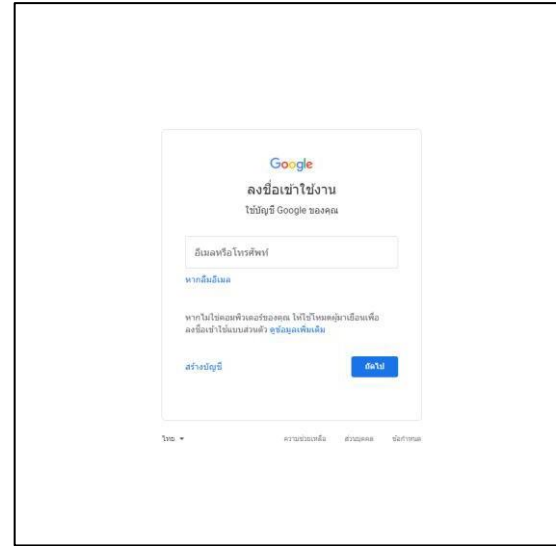 Google
ลงชื่อเข้าใช้งาน
ใช้บัญชี Google ของคุณ
อีเมลหรือโทรศัพท์
หากลืมอีเมล
หากไม่ใช่คอมพิวเตอร์ของคุณ ให้ใช้โหมดผู้มาเยือนเพื่อ
ลงชื่อเข้าใช้แบบส่วนตัว ดูข้อมูลเพิ่มเติม
สร้างบัญชี ถัดไป
ไทย ความช่วยเหลือ ส่วนบุคคล ข้อกำหนด